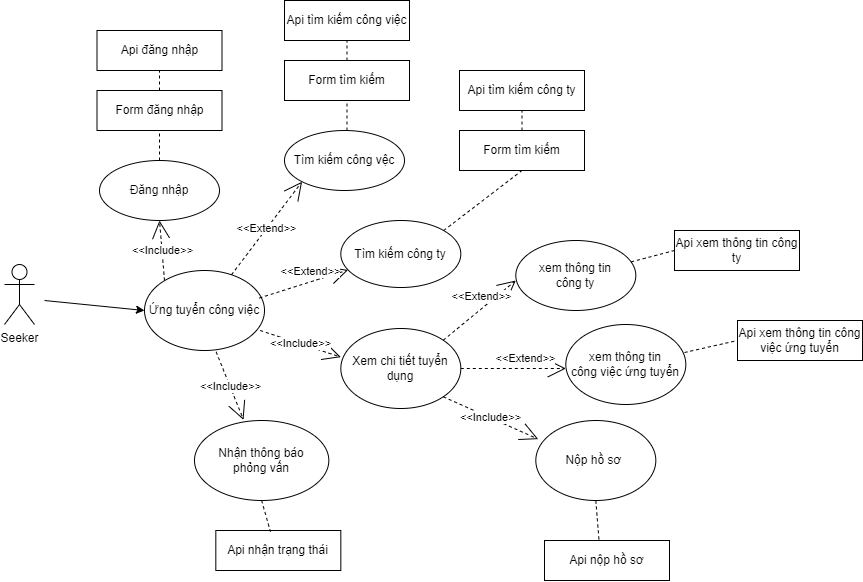 Api tìm kiếm công việc
Api đăng nhập
Form tìm kiếm
Api tìm kiếm công ty
Form đăng nhập
Form tìm kiếm
Tìm kiếm công vệc
Đăng nhập
<<Extend>>
Api xem thông tin công
ty
<<Include>>
Tìm kiếm công ty
<<Extend>>
xem thông tin
công ty
<<Extend>>
Ứng tuyển công việc
Seeker
<<Include>>
Api xem thông tin công
việc ứng tuyển
Xem chi tiết tuyển
dụng
<<Extend>>
xem thông tin
công việc ứng tuyển
<<Include>>
<<Include>>
Nhận thông báo
phỏng vấn
Nộp hồ sơ
Api nhận trạng thái
Api nộp hồ sơ